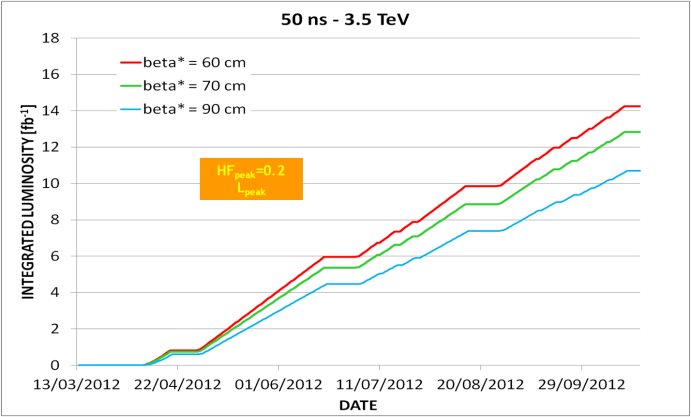 50 ns - 3.5 TeV
18
16
14
12
10
8
6
4
2
0
INTEGRATED LUMINOSITY [fb-1]
beta* = 60 cm
beta* = 70 cm
beta* = 90 cm
HFpeak=0.2
Lpeak
13/03/2012 22/04/2012 01/06/2012 11/07/2012 20/08/2012 29/09/2012
DATE